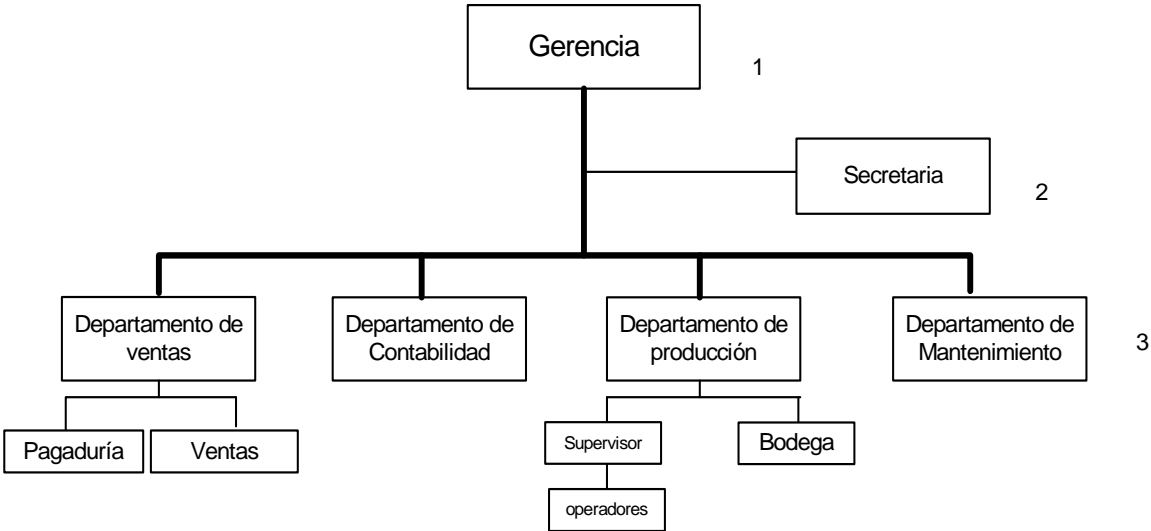 Gerencia
1
Secretaria
2
Departamento de
ventas
Departamento de
Contabilidad
Departamento de
producción
Departamento de
Mantenimiento
3
Pagaduría
Ventas
Supervisor
Bodega
operadores